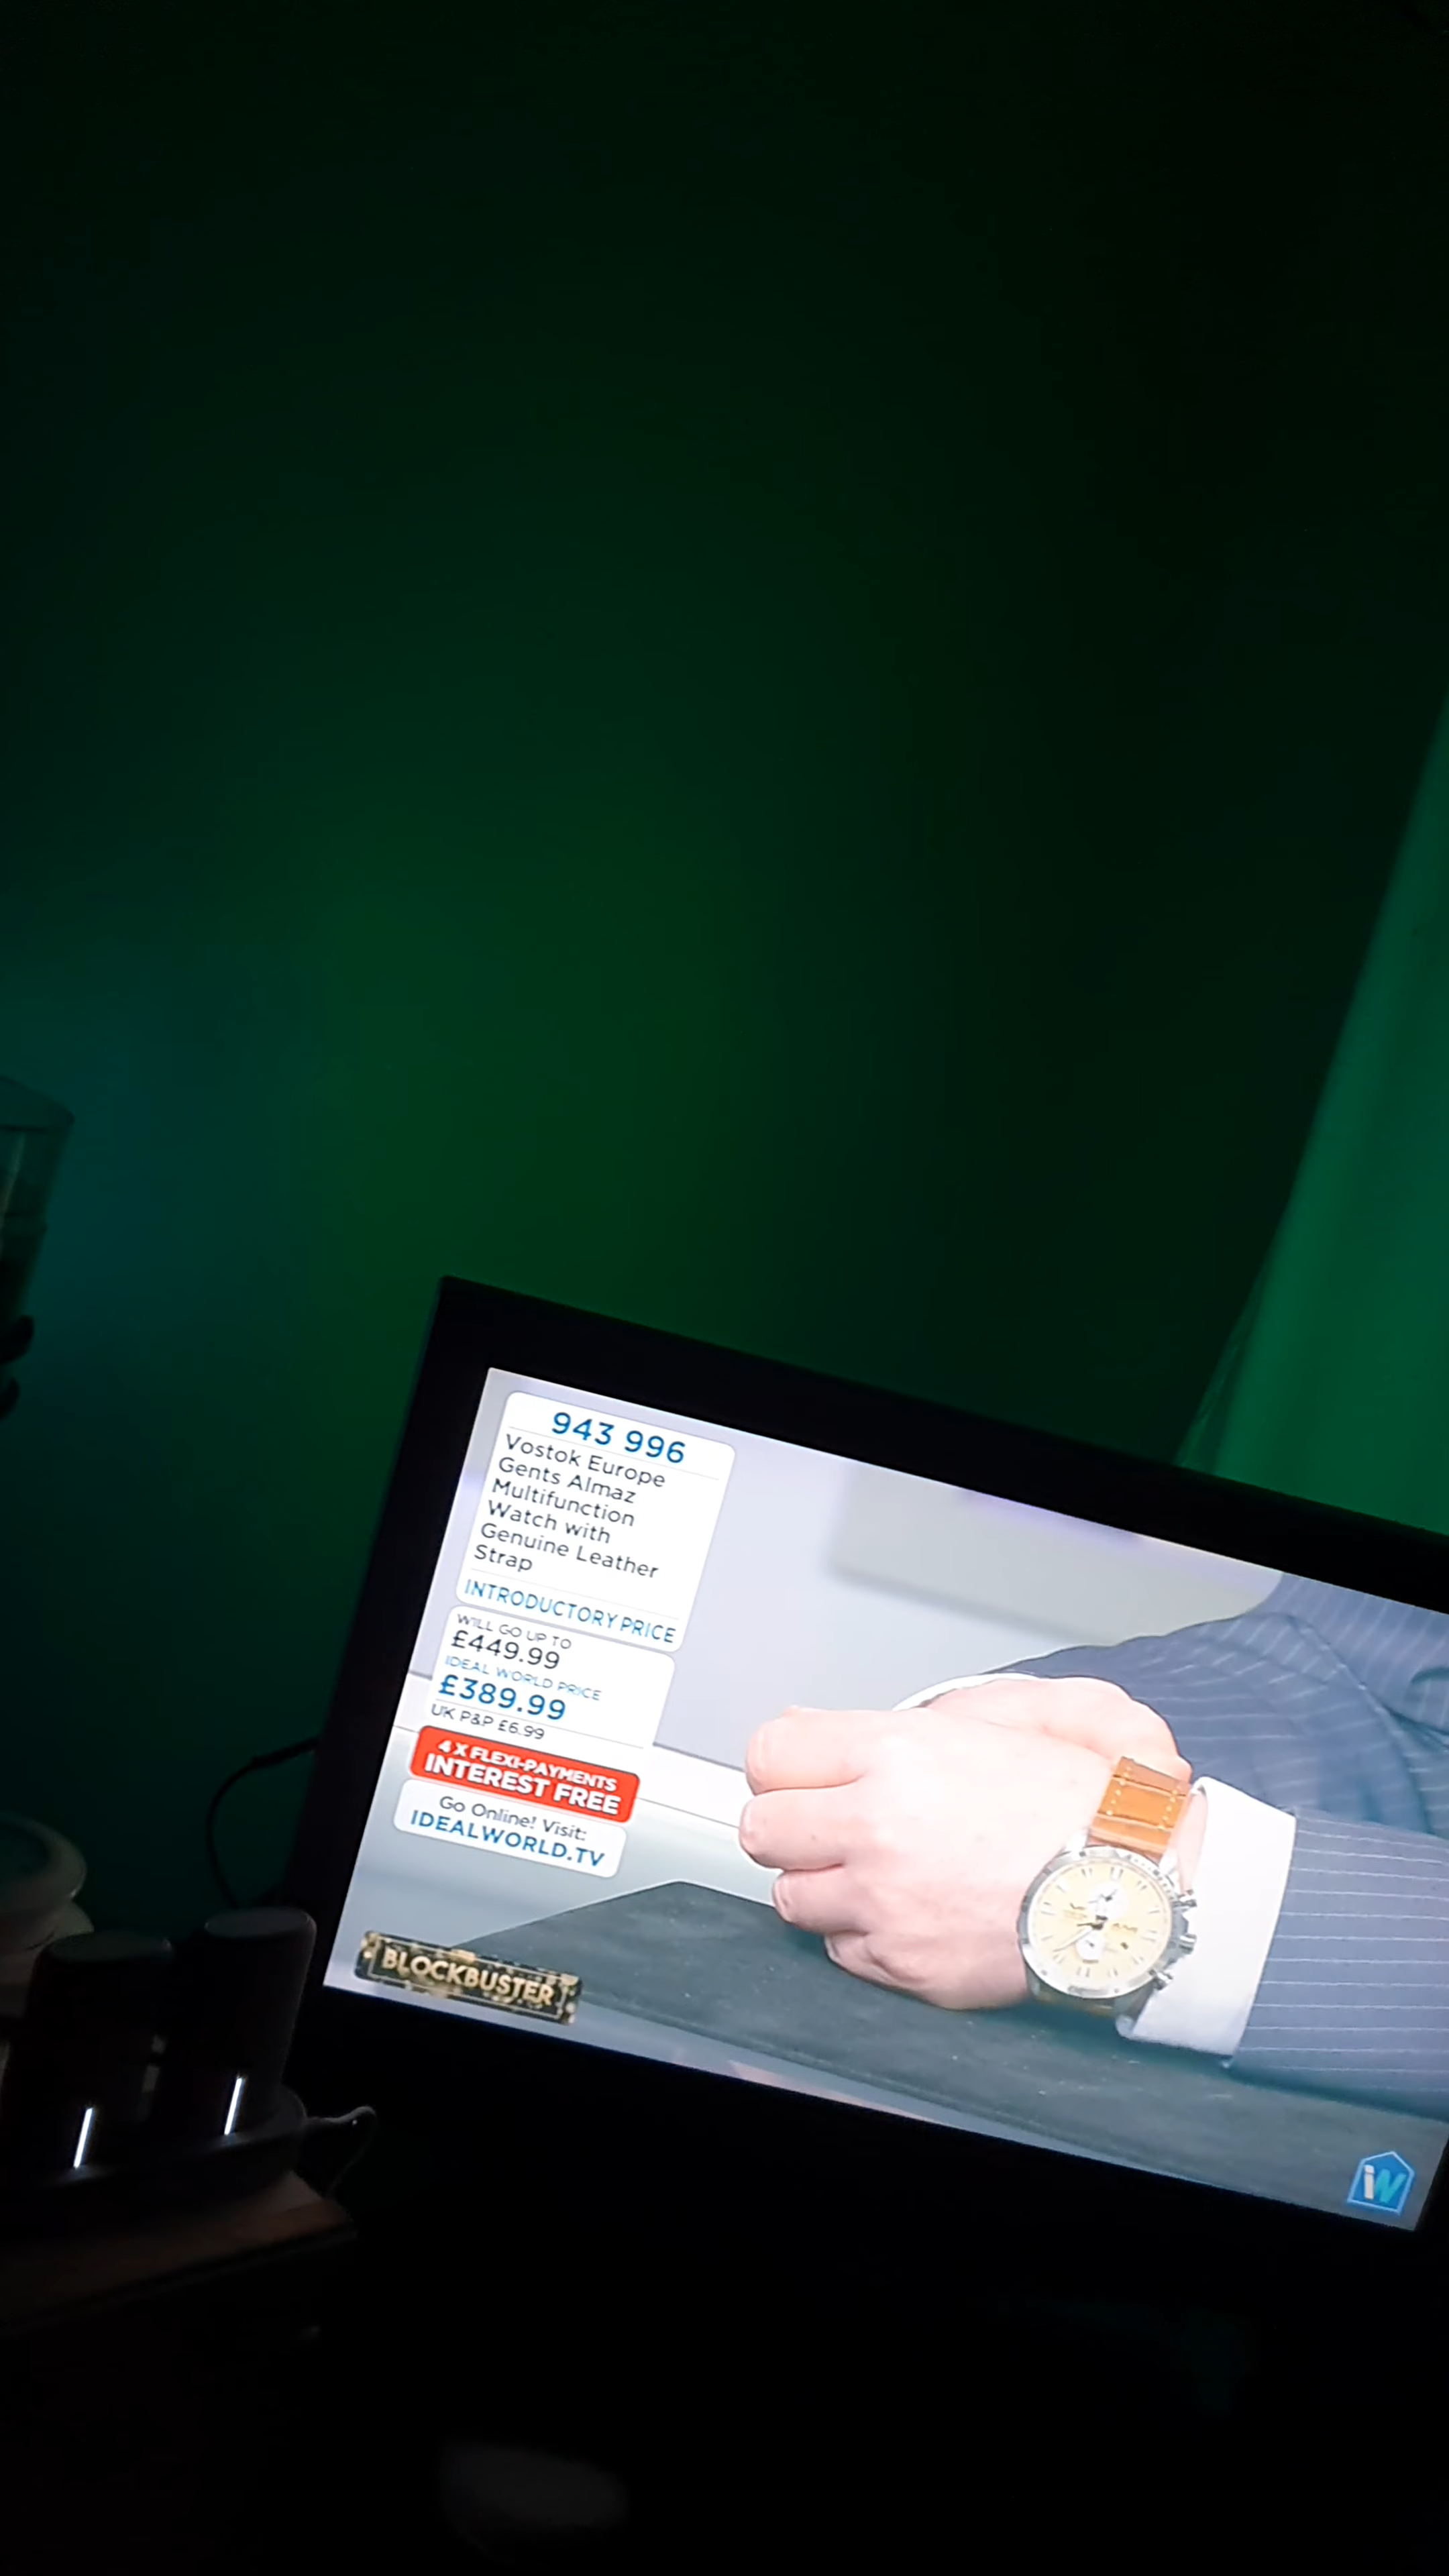 943 996
Vostok Europe
Gents Almaz
Multifunction
Watch with
Genuine Leather
Strap
INTRODUCTORY PRICE
WILL GO UP TO
£449.99
IDEAL WORLD PRICE
£389.99
UK P&P £6.99
4 X FLEXI-PAYMENTS
INTEREST FREE
Go Online! Visit:
IDEALWORLD.TV
BLOCKBUSTER
iW